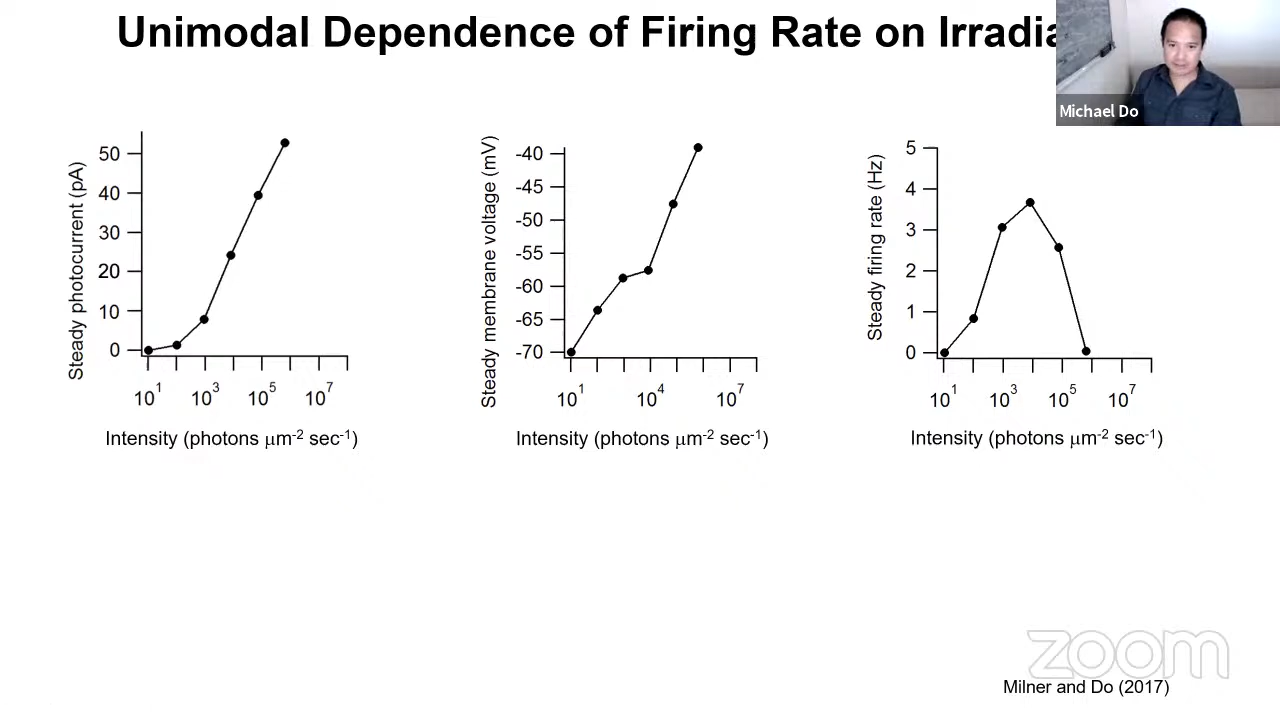 Unimodal Dependence of Firing Rate on Irradia
Michael Do
Steady photocurrent (pA)
50
40
30
20
10
0
10¹ 10³ 10⁵ 10⁷
Intensity (photons μm⁻² sec⁻¹)
Steady membrane voltage (mV)
-40
-45
-50
-55
-60
-65
-70
10¹ 10⁴ 10⁷
Intensity (photons μm⁻² sec⁻¹)
Steady firing rate (Hz)
5
4
3
2
1
0
10¹ 10³ 10⁵ 10⁷
Intensity (photons μm⁻² sec⁻¹)
zoom
Milner and Do (2017)